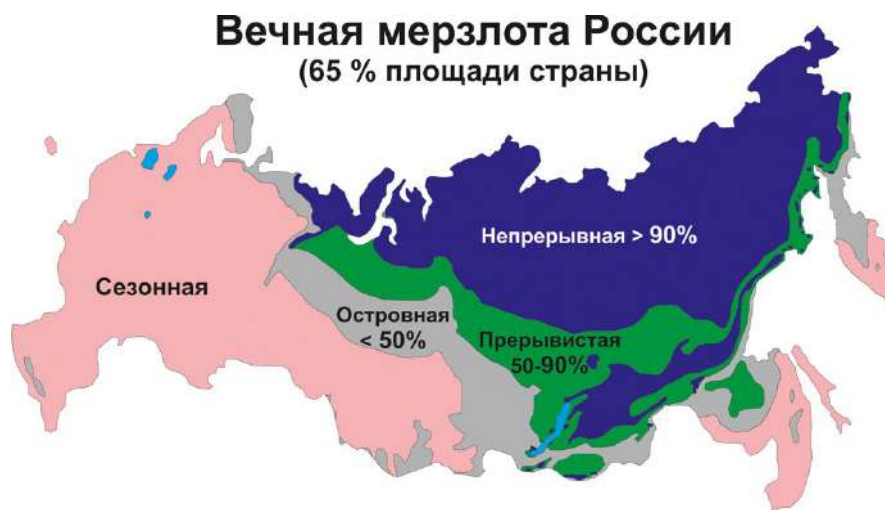 Вечная мерзлота России
(65 % площади страны)
Непрерывная > 90%
Сезонная
Островная
< 50%
Прерывистая
50-90%